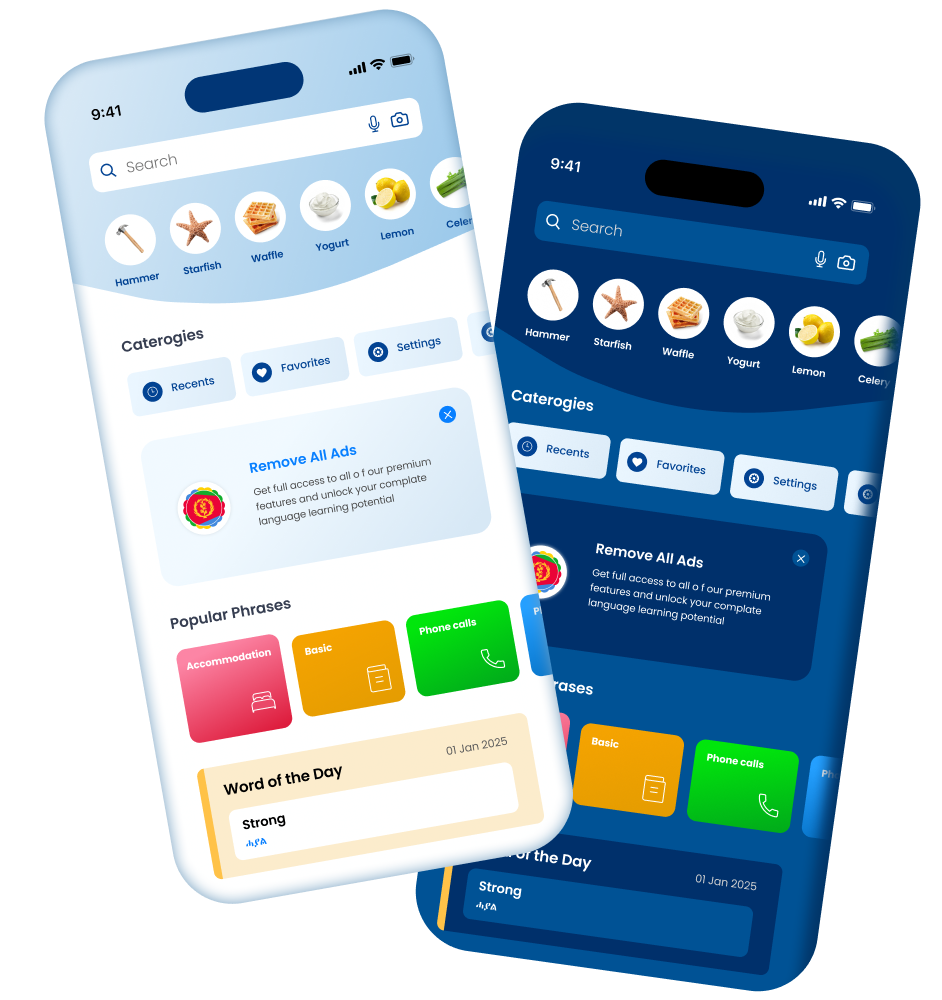 9:41
Search
Hammer
Starfish
Waffle
Yogurt
Lemon
Celer
Caterogies
Recents
Favorites
Settings
Remove All Ads
Get full access to all o f our premium
features and unlock your complate
language learning potential
Popular Phrases
Accommodation
Basic
Phone calls
P
Word of the Day
01 Jan 2025
Strong
ሓያል
9:41
Search
Hammer
Starfish
Waffle
Yogurt
Lemon
Celery
Caterogies
Recents
Favorites
Settings
Remove All Ads
Get full access to all o f our premium
features and unlock your complate
language learning potential
rases
Basic
Phone calls
Pho
of the Day
01 Jan 2025
Strong
ሓያል